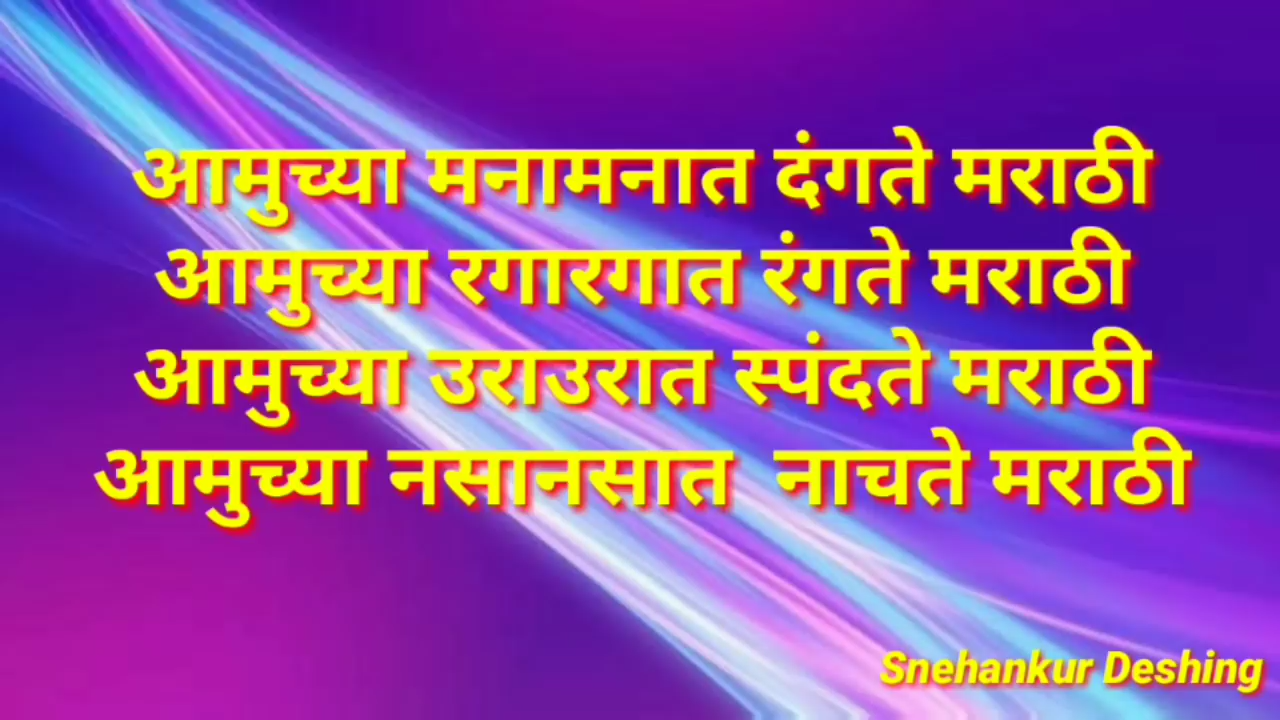 आमुच्या मनामनात दंगते मराठी
आमुच्या रगारगात रंगते मराठी
आमुच्या उराउरात स्पंदते मराठी
आमुच्या नसानसात नाचते मराठी
Snehankur Deshing